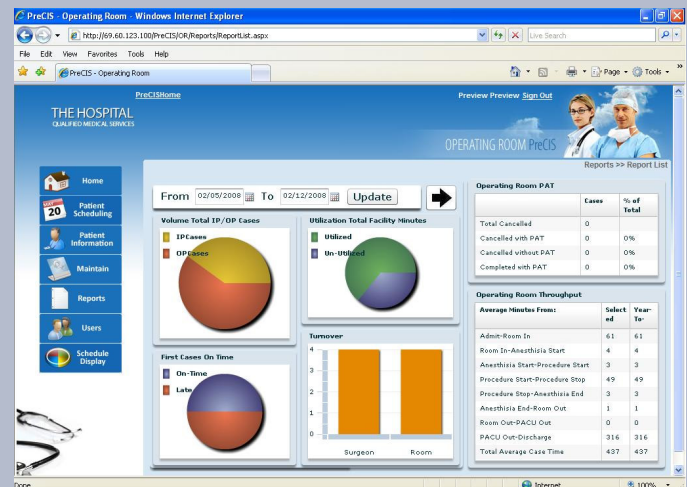 PreCIS - Operating Room - Windows Internet Explorer
http://69.60.123.100/PreCIS/OR/Reports/ReportList.aspx
Live Search
File Edit View Favorites Tools Help
PreCIS - Operating Room
Page Tools
PreCISHome
Preview Preview Sign Out
THE HOSPITAL
QUALIFIED MEDICAL SERVICES
OPERATING ROOM PreCIS
Reports >> Report List
Home
Patient Scheduling
Patient Information
Maintain
Reports
Users
Schedule Display
From 02/05/2008 To 02/12/2008 Update
Volume Total IP/OP Cases
IPCases
OPCases
Utilization Total Facility Minutes
Utilized
Un-Utilized
First Cases On Time
On-Time
Late
Turnover
4
3
2
1
0
Surgeon Room
Operating Room PAT
Cases % of Total
Total Cancelled 0
Cancelled with PAT 0 0%
Cancelled without PAT 0 0%
Completed with PAT 0 0%
Operating Room Throughput
Average Minutes From: Selected Year-To-
Admit-Room In 61 61
Room In-Anesthisia Start 4 4
Anesthisia Start-Procedure Start 3 3
Procedure Start-Procedure Stop 49 49
Procedure Stop-Anesthisia End 3 3
Anesthisia End-Room Out 1 1
Room Out-PACU Out 0 0
PACU Out-Discharge 316 316
Total Average Case Time 437 437
Done
Internet
100%